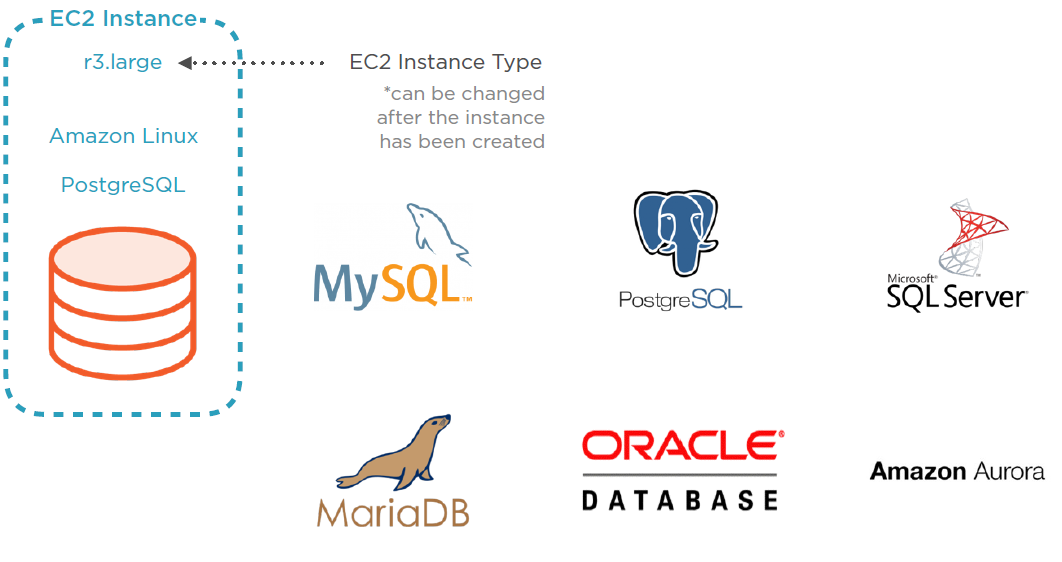 EC2 Instance
r3.large
EC2 Instance Type
*can be changed
after the instance
has been created
Amazon Linux
PostgreSQL
MySQL™
PostgreSQL
Microsoft®
SQL Server®
MariaDB
ORACLE®
DATABASE
Amazon Aurora